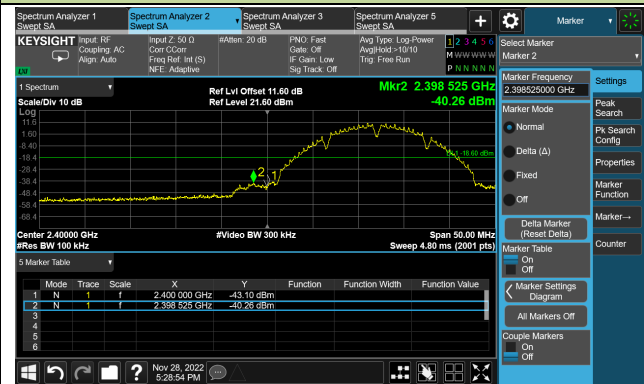 Spectrum Analyzer 1
Swept SA
Spectrum Analyzer 2
Swept SA
Spectrum Analyzer 3
Swept SA
Spectrum Analyzer 5
Swept SA
+
Marker
KEYSIGHT
Input: RF
Coupling: AC
Align: Auto
Input Z: 50 Ω
Corr CCorr
Freq Ref: Int (S)
NFE: Adaptive
#Atten: 20 dB
PNO: Fast
Gate: Off
IF Gain: Low
Sig Track: Off
Avg Type: Log-Power
Avg|Hold:>10/10
Trig: Free Run
1 2 3 4 5 6
M W W W W W
P N N N N N
Select Marker
Marker 2
1 Spectrum
Scale/Div 10 dB
Ref Lvl Offset 11.60 dB
Ref Level 21.60 dBm
Mkr2 2.398 525 GHz
-40.26 dBm
Log
11.6
1.60
-8.40
-18.4
-28.4
-38.4
-48.4
-58.4
-68.4
2
1
-18.60 dBm
Center 2.40000 GHz
#Res BW 100 kHz
#Video BW 300 kHz
Span 50.00 MHz
Sweep 4.80 ms (2001 pts)
5 Marker Table
Mode Trace Scale X Y Function Function Width Function Value
1 N 1 f 2.400 000 GHz -43.10 dBm
2 N 1 f 2.398 525 GHz -40.26 dBm
3
4
5
6
Marker Frequency
2.398525000 GHz
Marker Mode
Normal
Delta (Δ)
Fixed
Off
Delta Marker
(Reset Delta)
Marker Table
On
Off
Marker Settings
Diagram
All Markers Off
Couple Markers
On
Off
Settings
Peak
Search
Pk Search
Config
Properties
Marker
Function
Marker→
Counter
?
Nov 28, 2022
5:28:54 PM